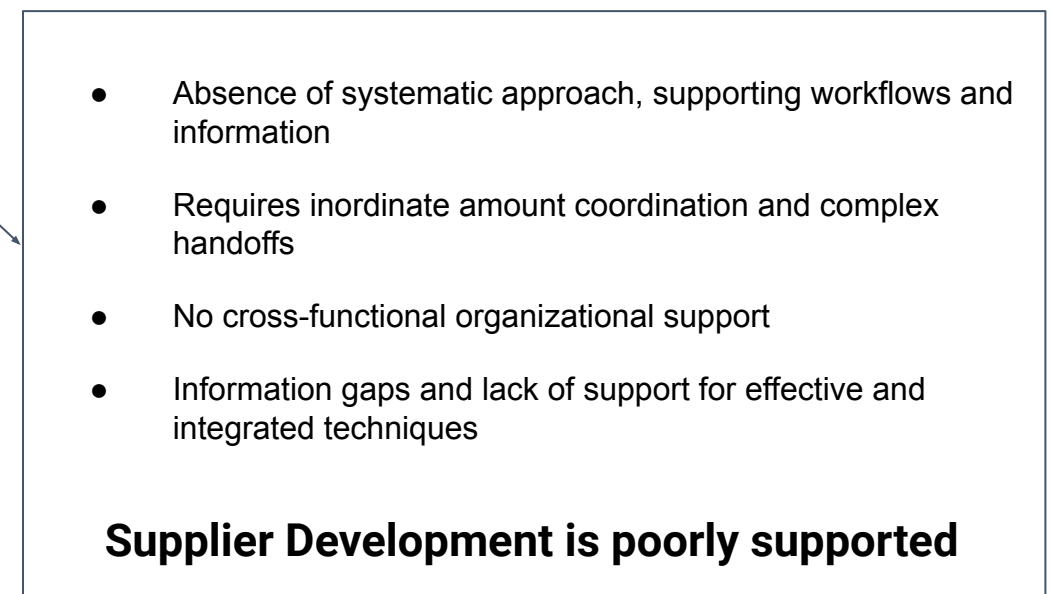 ● Absence of systematic approach, supporting workflows and
information
● Requires inordinate amount coordination and complex
handoffs
● No cross-functional organizational support
● Information gaps and lack of support for effective and
integrated techniques
Supplier Development is poorly supported